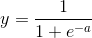 y = \frac{1}{1 + e^{-a}}